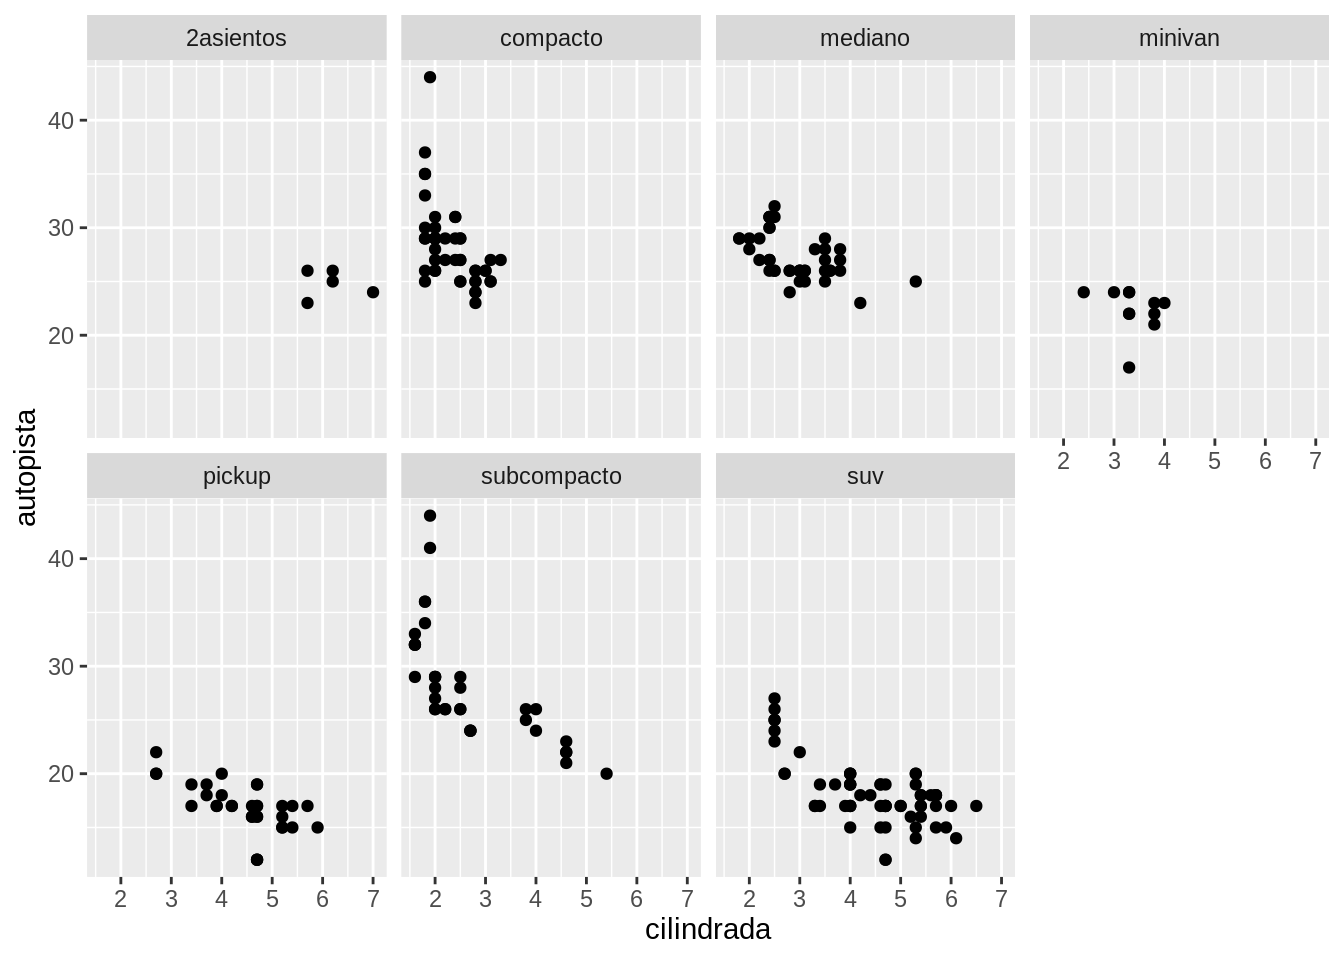 2asientos compacto mediano minivan
40
30
20
2 3 4 5 6 7
autopista
pickup subcompacto suv
40
30
20
2 3 4 5 6 7 2 3 4 5 6 7 2 3 4 5 6 7
cilindrada